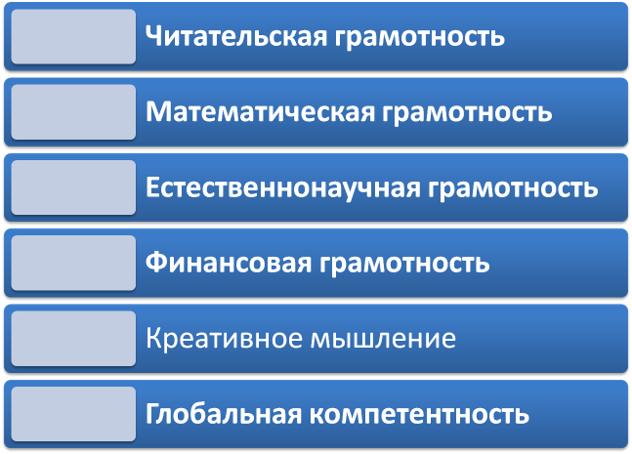 Читательская грамотность
Математическая грамотность
Естественнонаучная грамотность
Финансовая грамотность
Креативное мышление
Глобальная компетентность